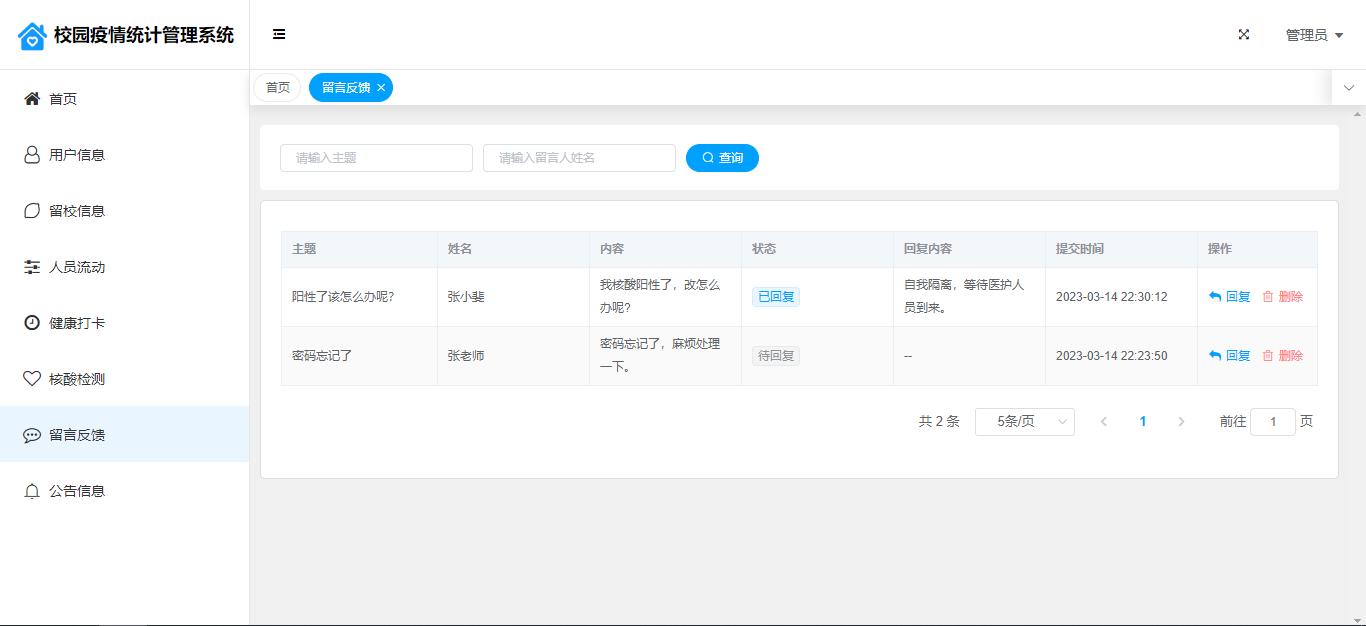 校园疫情统计管理系统
管理员
首页
留言反馈
首页
用户信息
留校信息
人员流动
健康打卡
核酸检测
留言反馈
公告信息
请输入主题
请输入留言人姓名
查询
主题 姓名 内容 状态 回复内容 提交时间 操作
阳性了该怎么办呢?
张小斐
我核酸阳性了，改怎么
办呢?
已回复
自我隔离，等待医护人
员到来。
2023-03-14 22:30:12
回复 删除
密码忘记了
张老师
密码忘记了，麻烦处理
一下。
待回复
--
2023-03-14 22:23:50
回复 删除
共 2 条 5条/页 1 前往 1 页